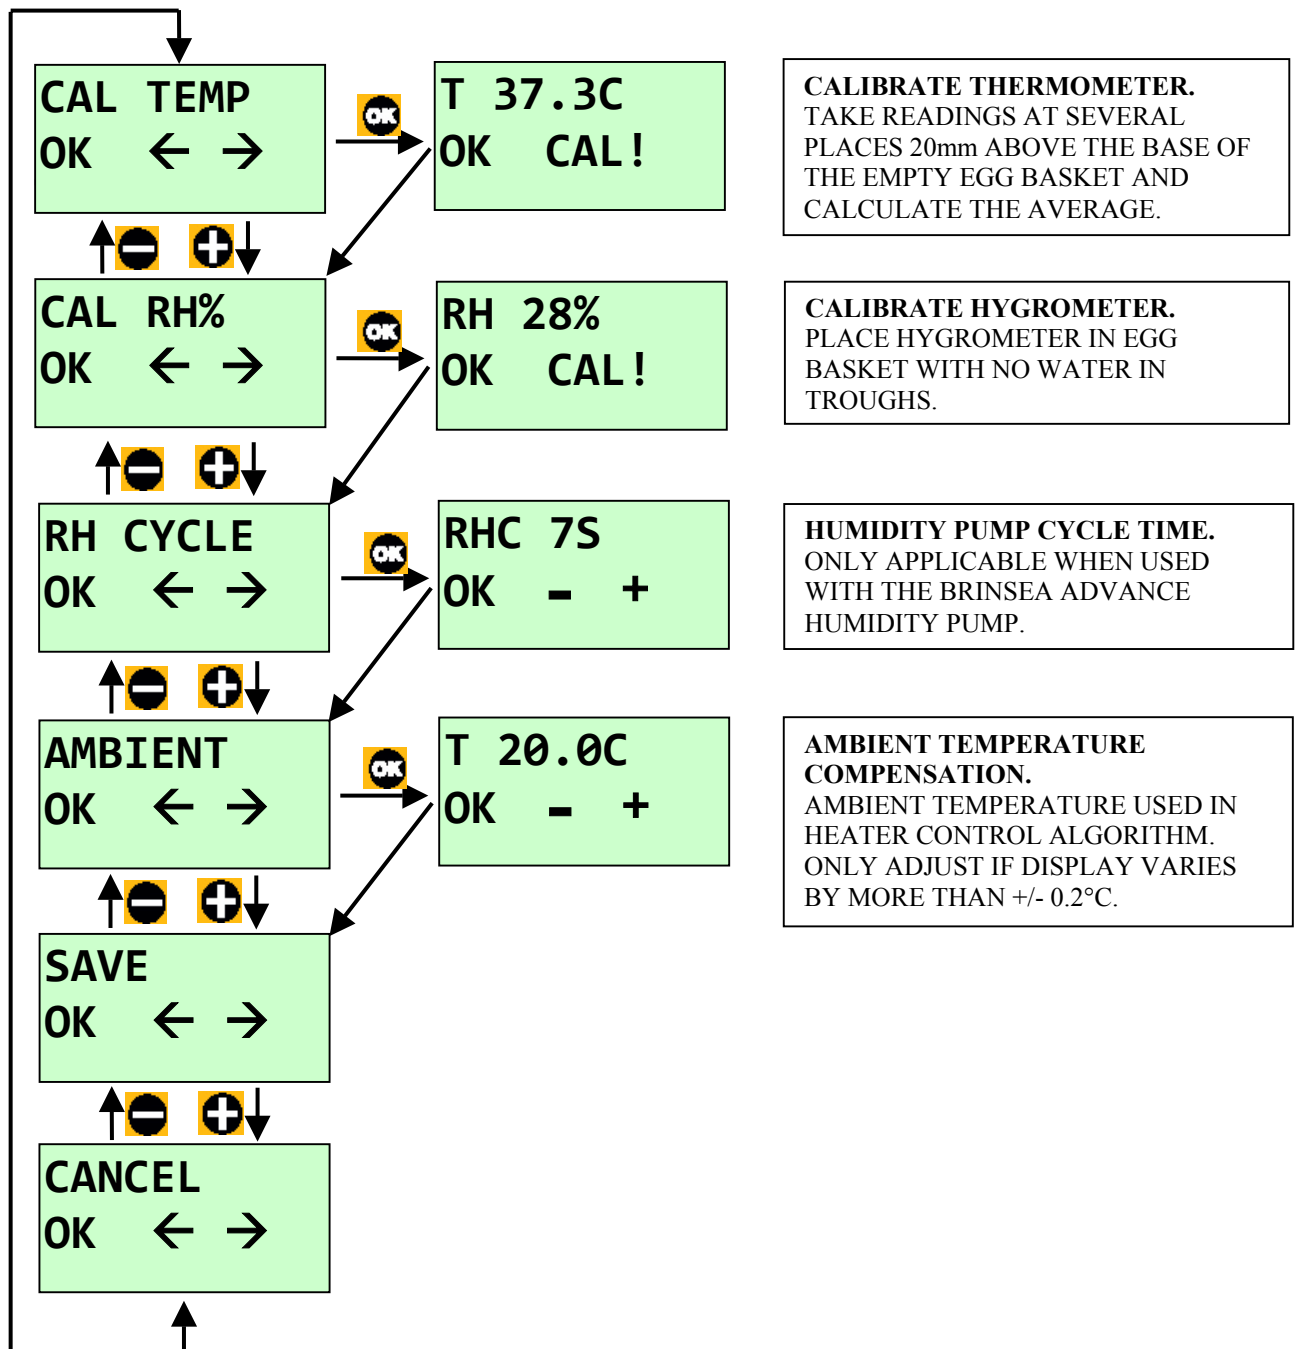 CAL TEMP
OK ← →
OK
T 37.3C
OK CAL!
CALIBRATE THERMOMETER.
TAKE READINGS AT SEVERAL
PLACES 20mm ABOVE THE BASE OF
THE EMPTY EGG BASKET AND
CALCULATE THE AVERAGE.
CAL RH%
OK ← →
OK
RH 28%
OK CAL!
CALIBRATE HYGROMETER.
PLACE HYGROMETER IN EGG
BASKET WITH NO WATER IN
TROUGHS.
RH CYCLE
OK ← →
OK
RHC 7S
OK - +
HUMIDITY PUMP CYCLE TIME.
ONLY APPLICABLE WHEN USED
WITH THE BRINSEA ADVANCE
HUMIDITY PUMP.
AMBIENT
OK ← →
OK
T 20.0C
OK - +
AMBIENT TEMPERATURE
COMPENSATION.
AMBIENT TEMPERATURE USED IN
HEATER CONTROL ALGORITHM.
ONLY ADJUST IF DISPLAY VARIES
BY MORE THAN +/- 0.2°C.
SAVE
OK ← →
CANCEL
OK ← →